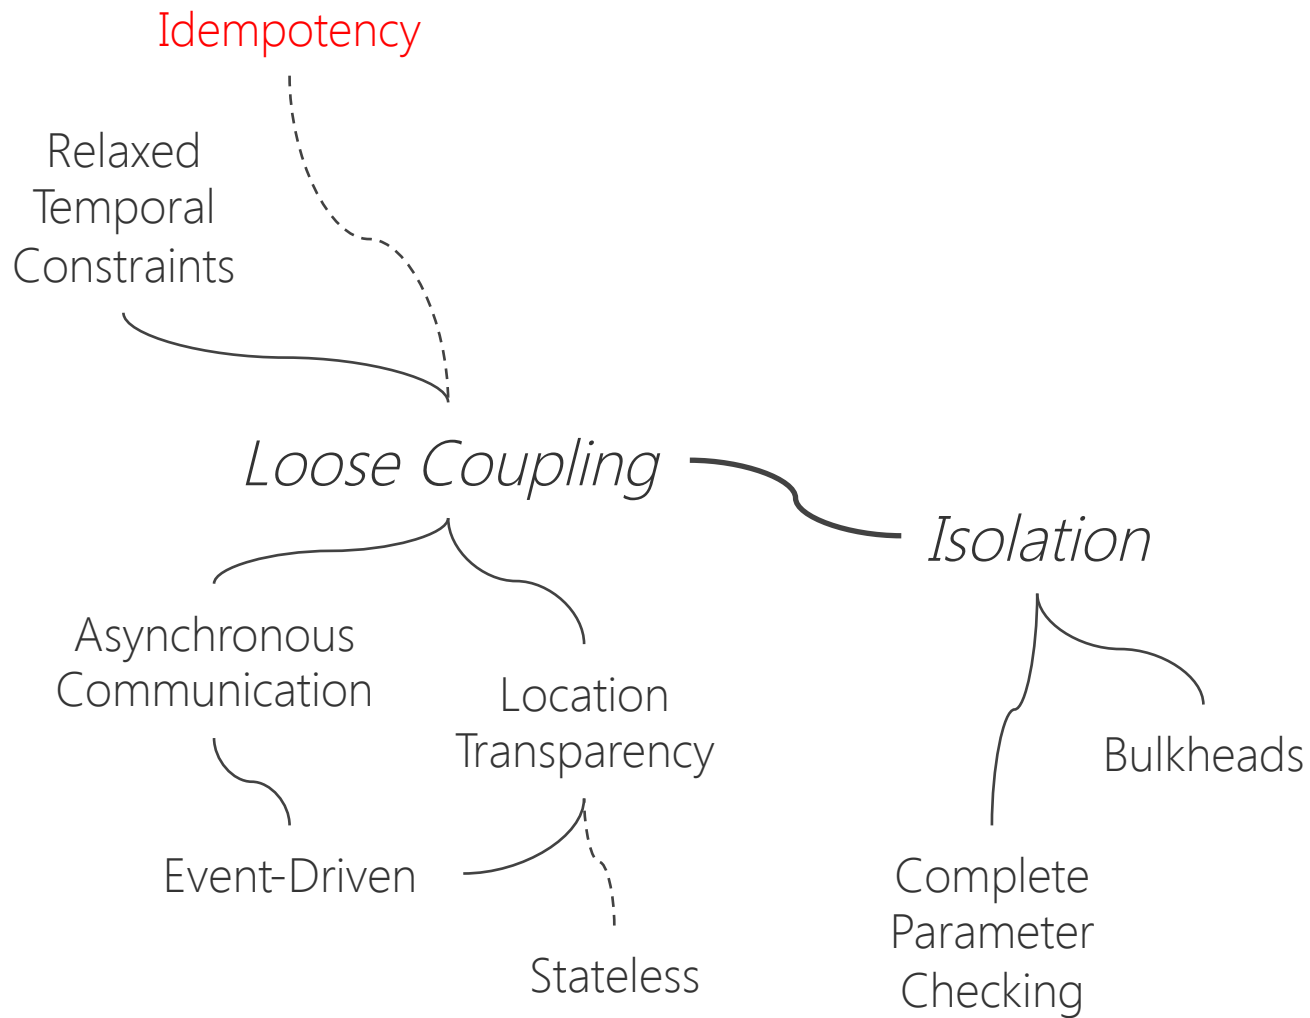 Idempotency
Relaxed
Temporal
Constraints
Loose Coupling
Isolation
Asynchronous
Communication
Location
Transparency
Bulkheads
Event-Driven
Complete
Parameter
Checking
Stateless